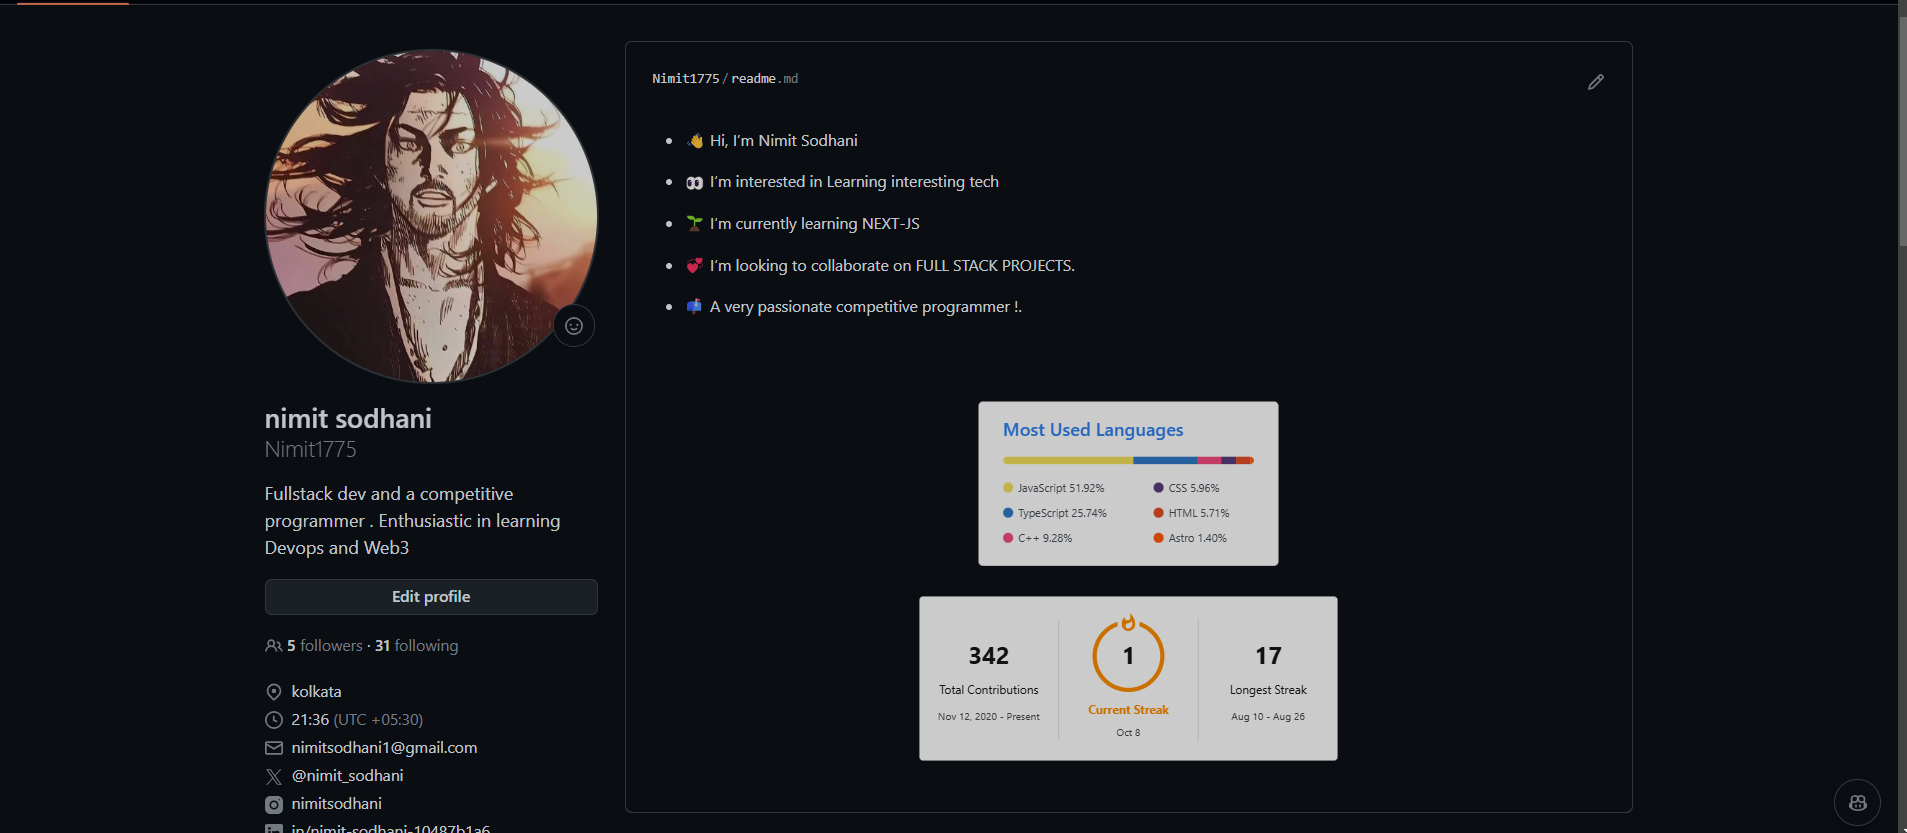 nimit sodhani
Nimit1775
Fullstack dev and a competitive
programmer . Enthusiastic in learning
Devops and Web3
Edit profile
5 followers · 31 following
kolkata
21:36 (UTC +05:30)
nimitsodhani1@gmail.com
@nimit_sodhani
nimitsodhani
in/nimit-sodhani-10487b1a6
Nimit1775/readme.md
👋 Hi, I'm Nimit Sodhani
👀 I'm interested in Learning interesting tech
🌱 I'm currently learning NEXT-JS
💞 I'm looking to collaborate on FULL STACK PROJECTS.
📫 A very passionate competitive programmer !.
Most Used Languages
JavaScript 51.92%
TypeScript 25.74%
C++ 9.28%
CSS 5.96%
HTML 5.71%
Astro 1.40%
342
Total Contributions
Nov 12, 2020 - Present
1
Current Streak
Oct 8
17
Longest Streak
Aug 10 - Aug 26